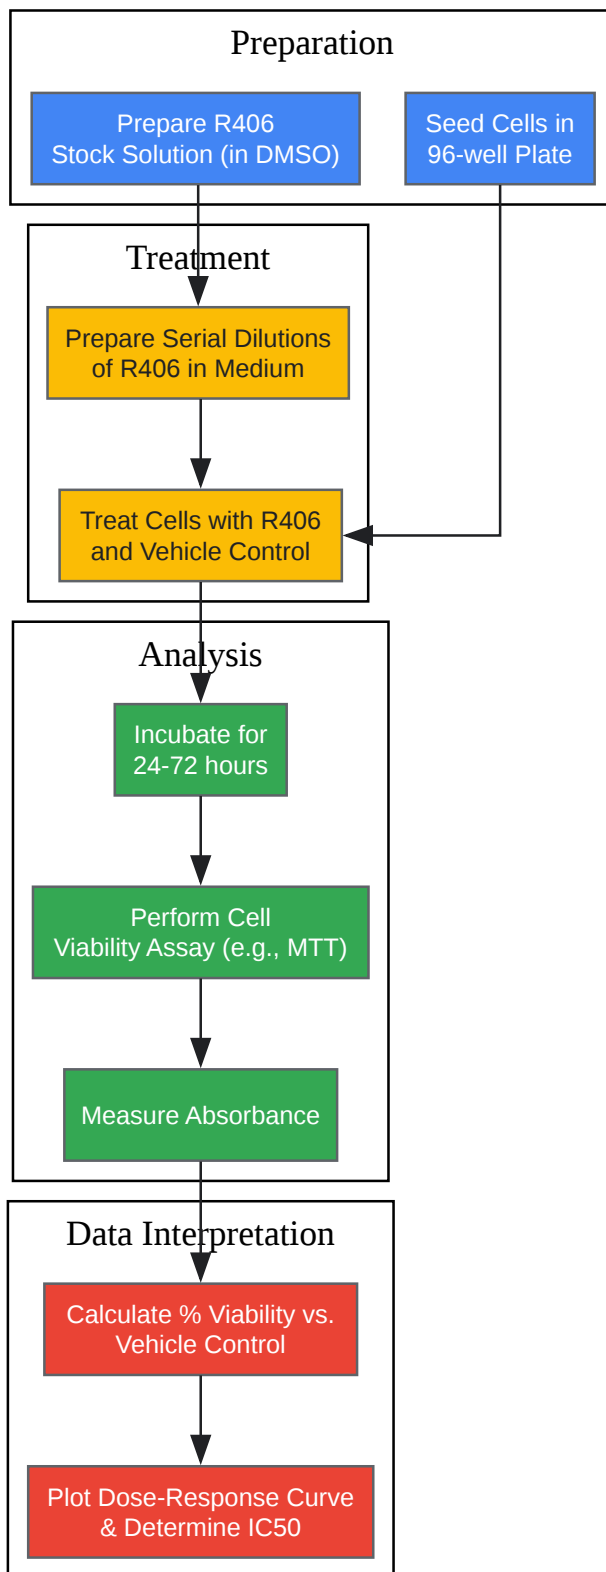 Preparation
Prepare R406
Stock Solution (in DMSO)
Seed Cells in
96-well Plate
Treatment
Prepare Serial Dilutions
of R406 in Medium
Treat Cells with R406
and Vehicle Control
Analysis
Incubate for
24-72 hours
Perform Cell
Viability Assay (e.g., MTT)
Measure Absorbance
Data Interpretation
Calculate % Viability vs.
Vehicle Control
Plot Dose-Response Curve
& Determine IC50